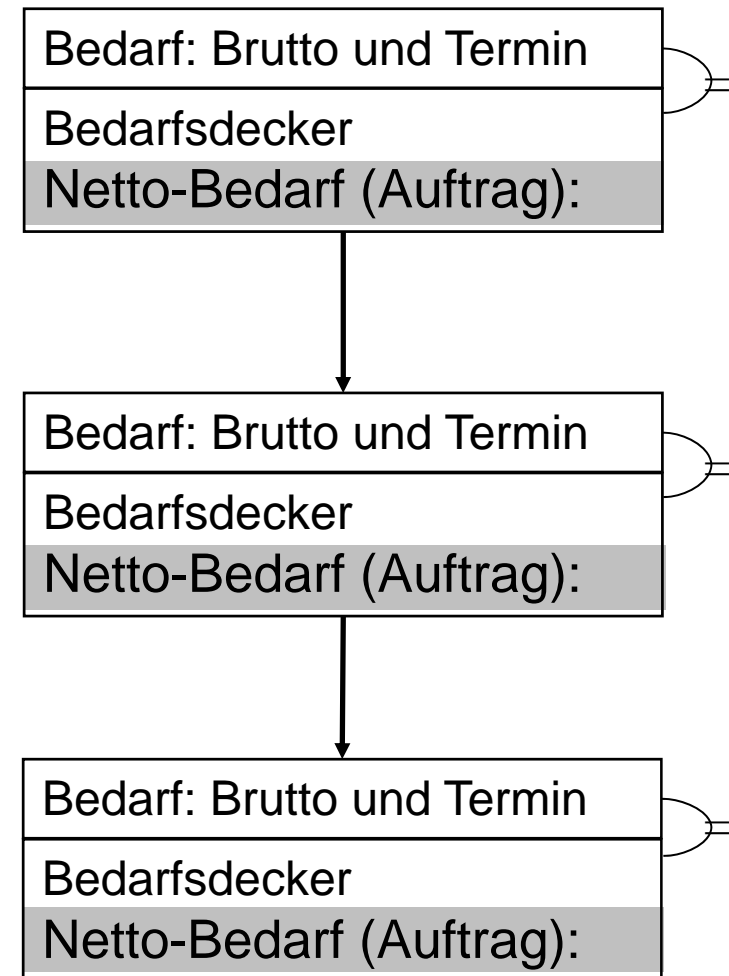 Bedarf: Brutto und Termin
Bedarfsdecker
Netto-Bedarf (Auftrag):
Bedarf: Brutto und Termin
Bedarfsdecker
Netto-Bedarf (Auftrag):
Bedarf: Brutto und Termin
Bedarfsdecker
Netto-Bedarf (Auftrag):